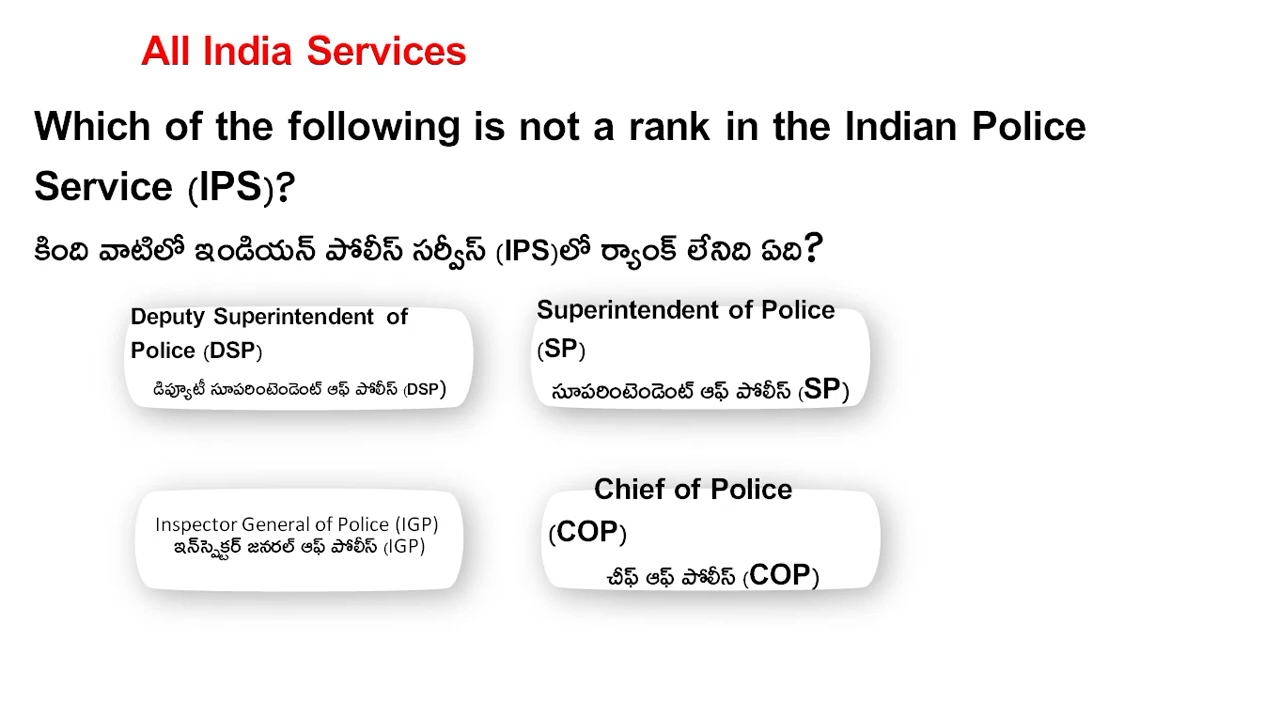 All India Services
Which of the following is not a rank in the Indian Police
Service (IPS)?
కింది వాటిలో ఇండియన్ పోలీస్ సర్వీస్ (IPS)లో ర్యాంక్ లేనిది ఏది?
Deputy Superintendent of
Police (DSP)
డిప్యూటీ సూపరింటెండెంట్ ఆఫ్ పోలీస్ (DSP)
Superintendent of Police
(SP)
సూపరింటెండెంట్ ఆఫ్ పోలీస్ (SP)
Inspector General of Police (IGP)
ఇన్‌స్పెక్టర్ జనరల్ ఆఫ్ పోలీస్ (IGP)
Chief of Police
(COP)
చీఫ్ ఆఫ్ పోలీస్ (COP)